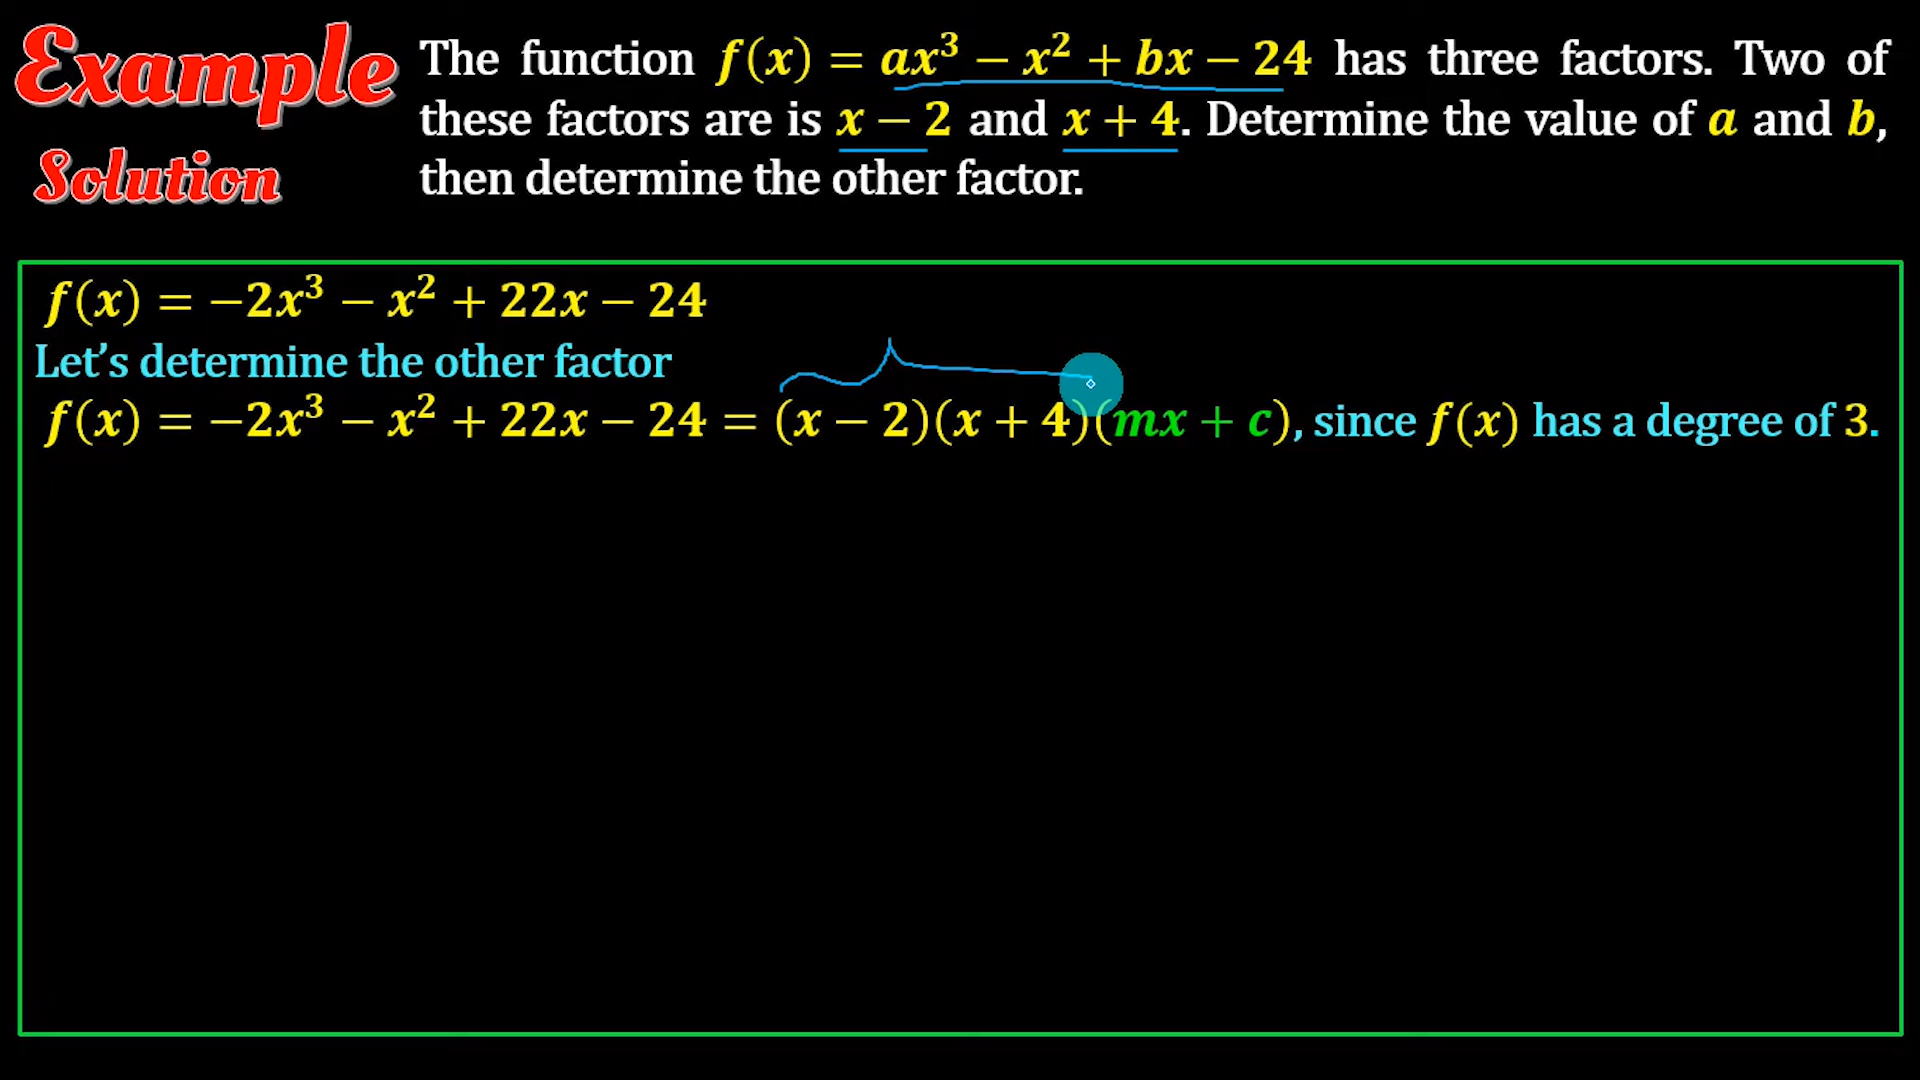 Example
Solution
The function f(x) = ax³ − x² + bx − 24 has three factors. Two of
these factors are is x − 2 and x + 4. Determine the value of a and b,
then determine the other factor.
f(x) = −2x³ − x² + 22x − 24
Let’s determine the other factor
f(x) = −2x³ − x² + 22x − 24 = (x − 2)(x + 4)(mx + c), since f(x) has a degree of 3.